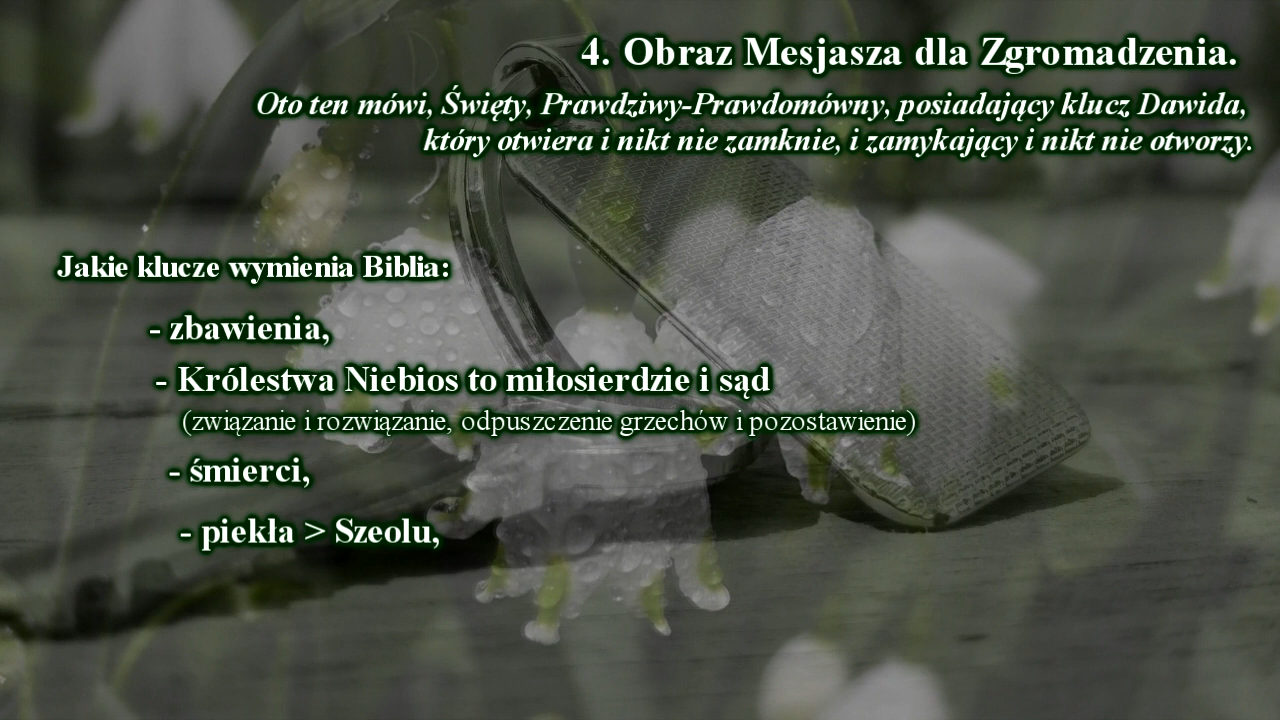 4. Obraz Mesjasza dla Zgromadzenia.
Oto ten mówi, Święty, Prawdziwy-Prawdomówny, posiadający klucz Dawida,
który otwiera i nikt nie zamknie, i zamykający i nikt nie otworzy.
Jakie klucze wymienia Biblia:
- zbawienia,
- Królestwa Niebios to miłosierdzie i sąd
(związanie i rozwiązanie, odpuszczenie grzechów i pozostawienie)
- śmierci,
- piekła > Szeolu,